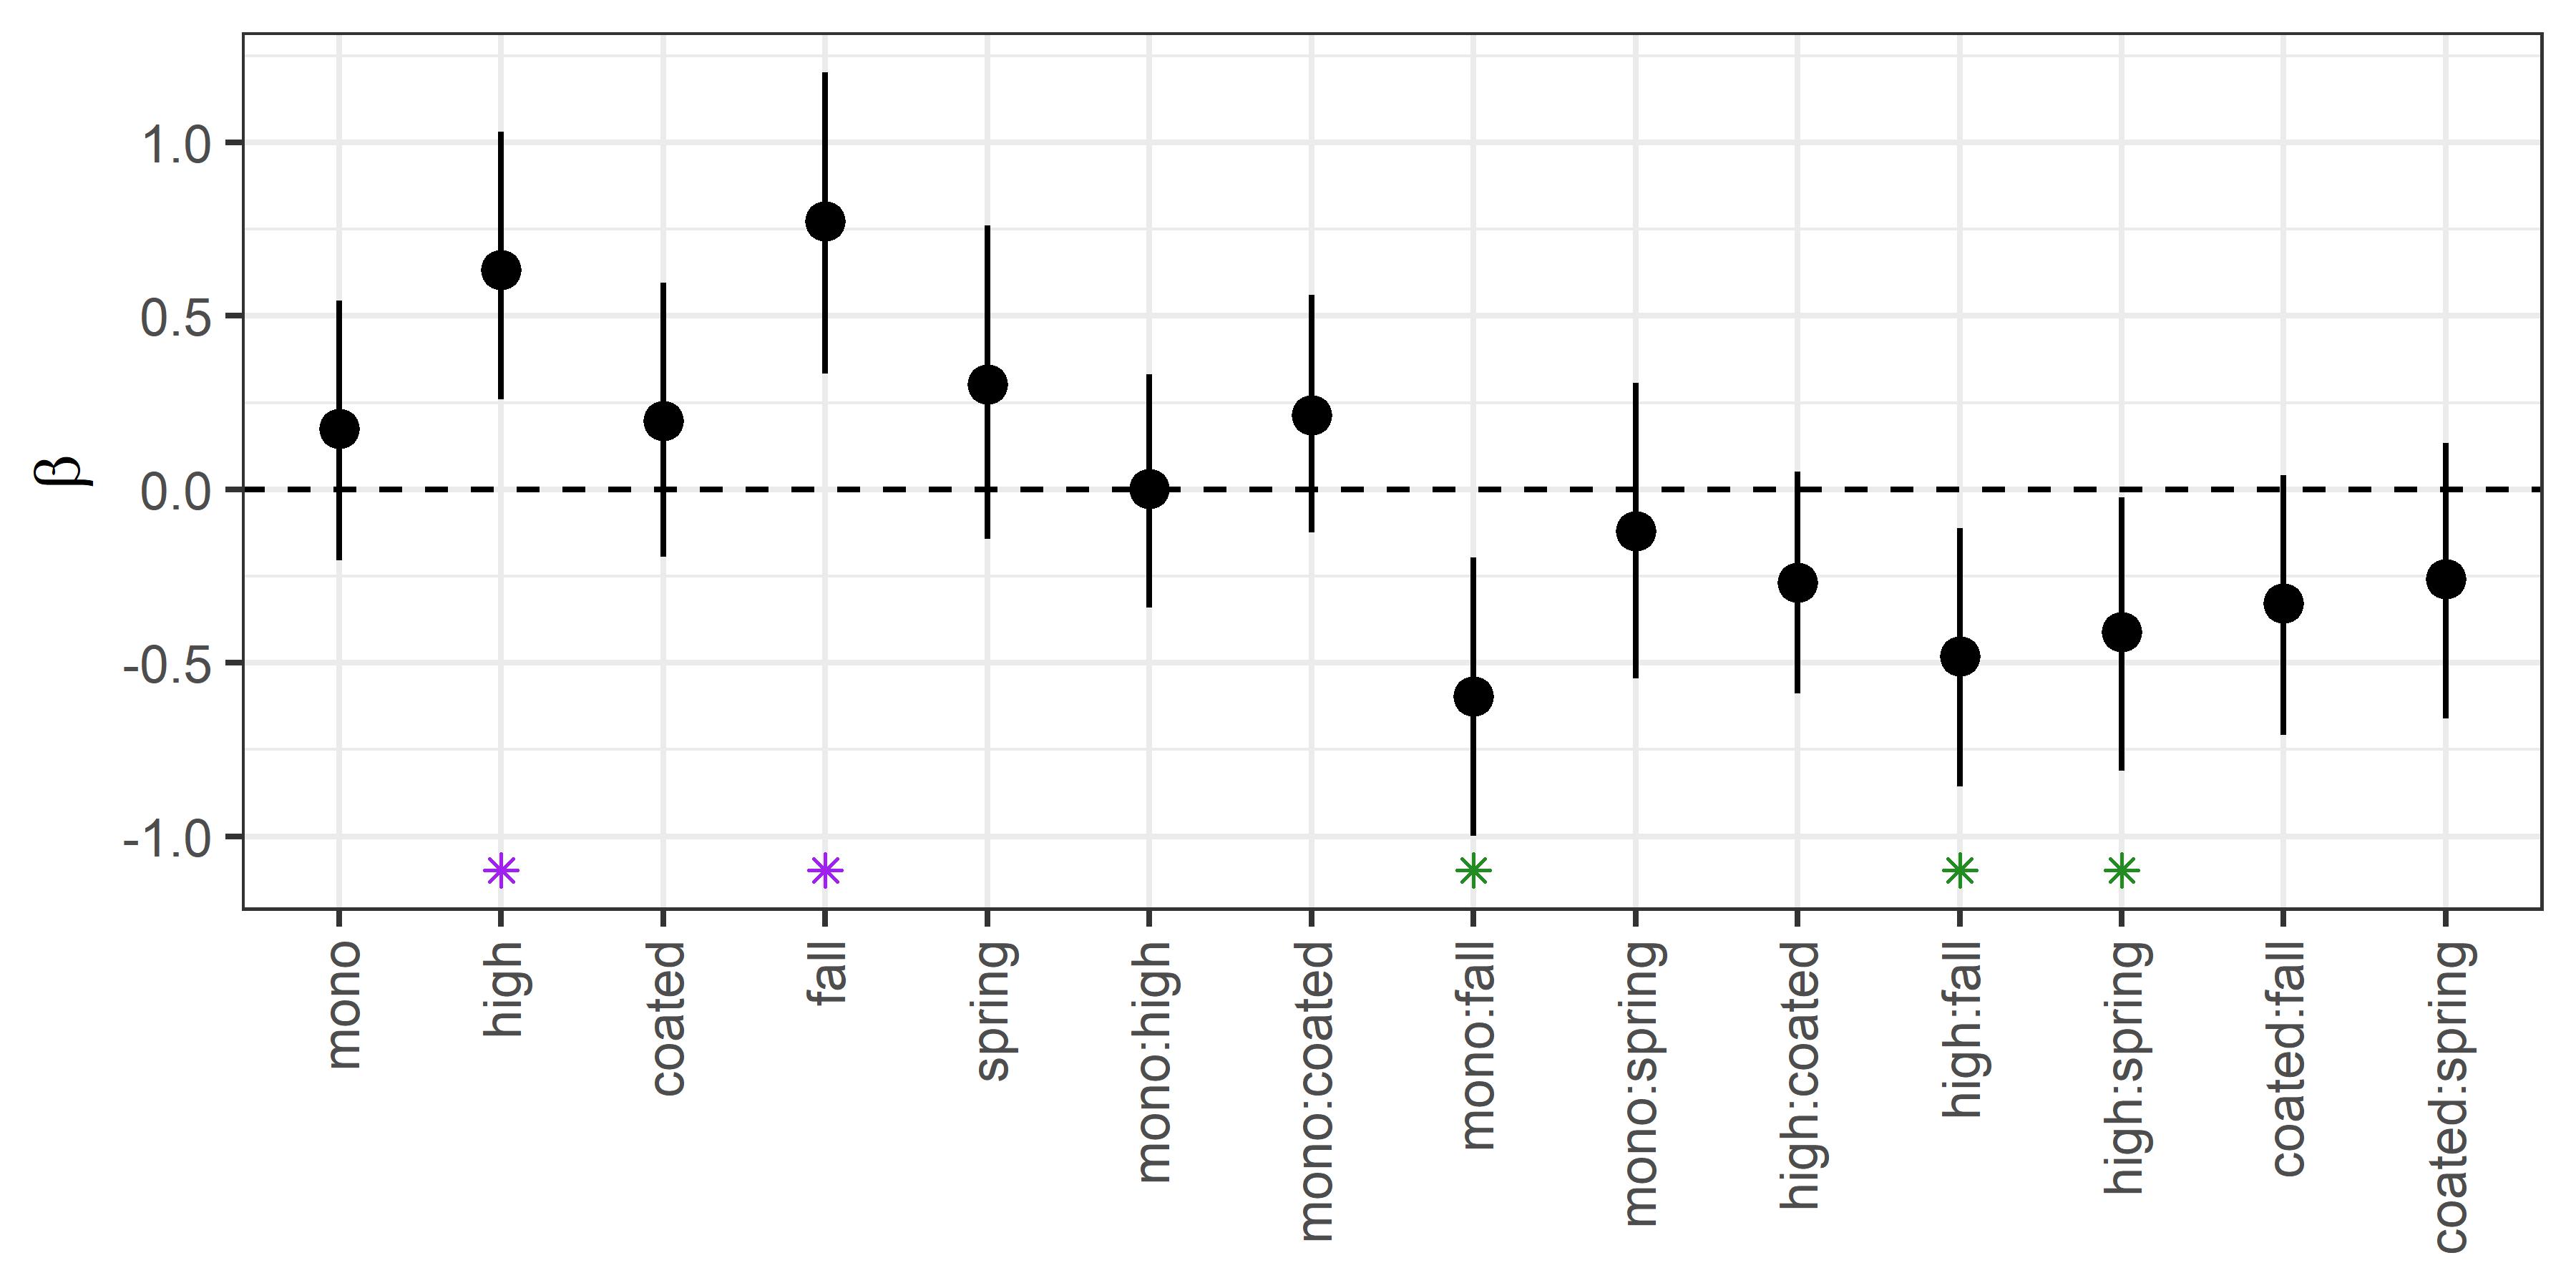 β
1.0
0.5
0.0
-0.5
-1.0
mono
high
coated
fall
spring
mono:high
mono:coated
mono:fall
mono:spring
high:coated
high:fall
high:spring
coated:fall
coated:spring